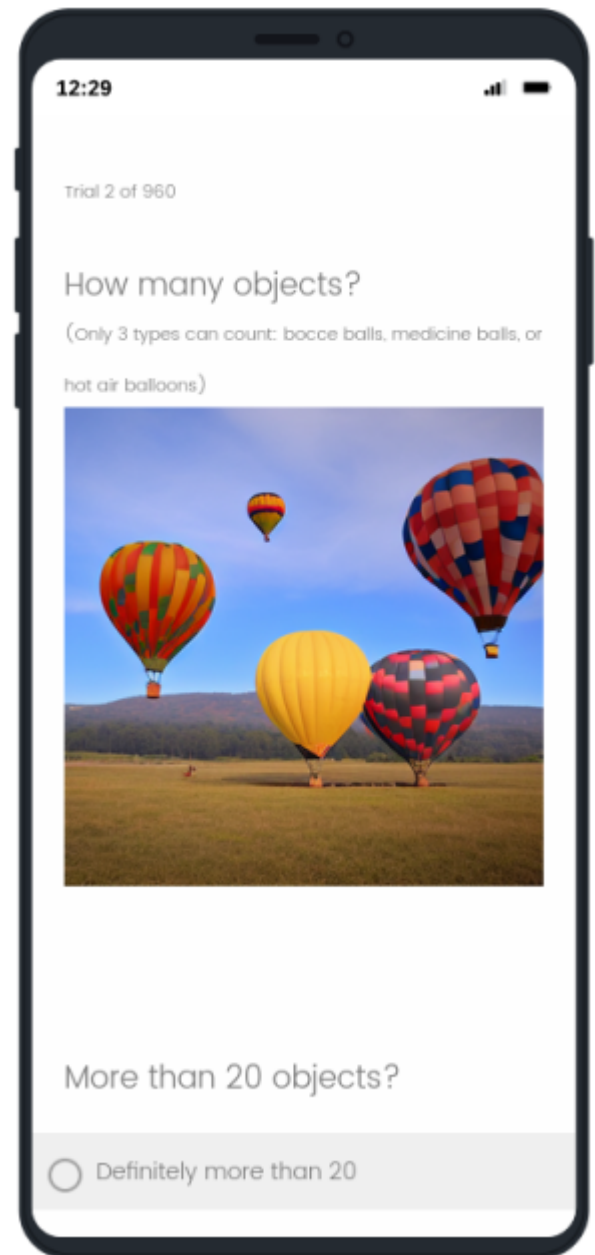 12:29
Trial 2 of 960
How many objects?
(Only 3 types can count: bocce balls, medicine balls, or
hot air balloons)
More than 20 objects?
Definitely more than 20